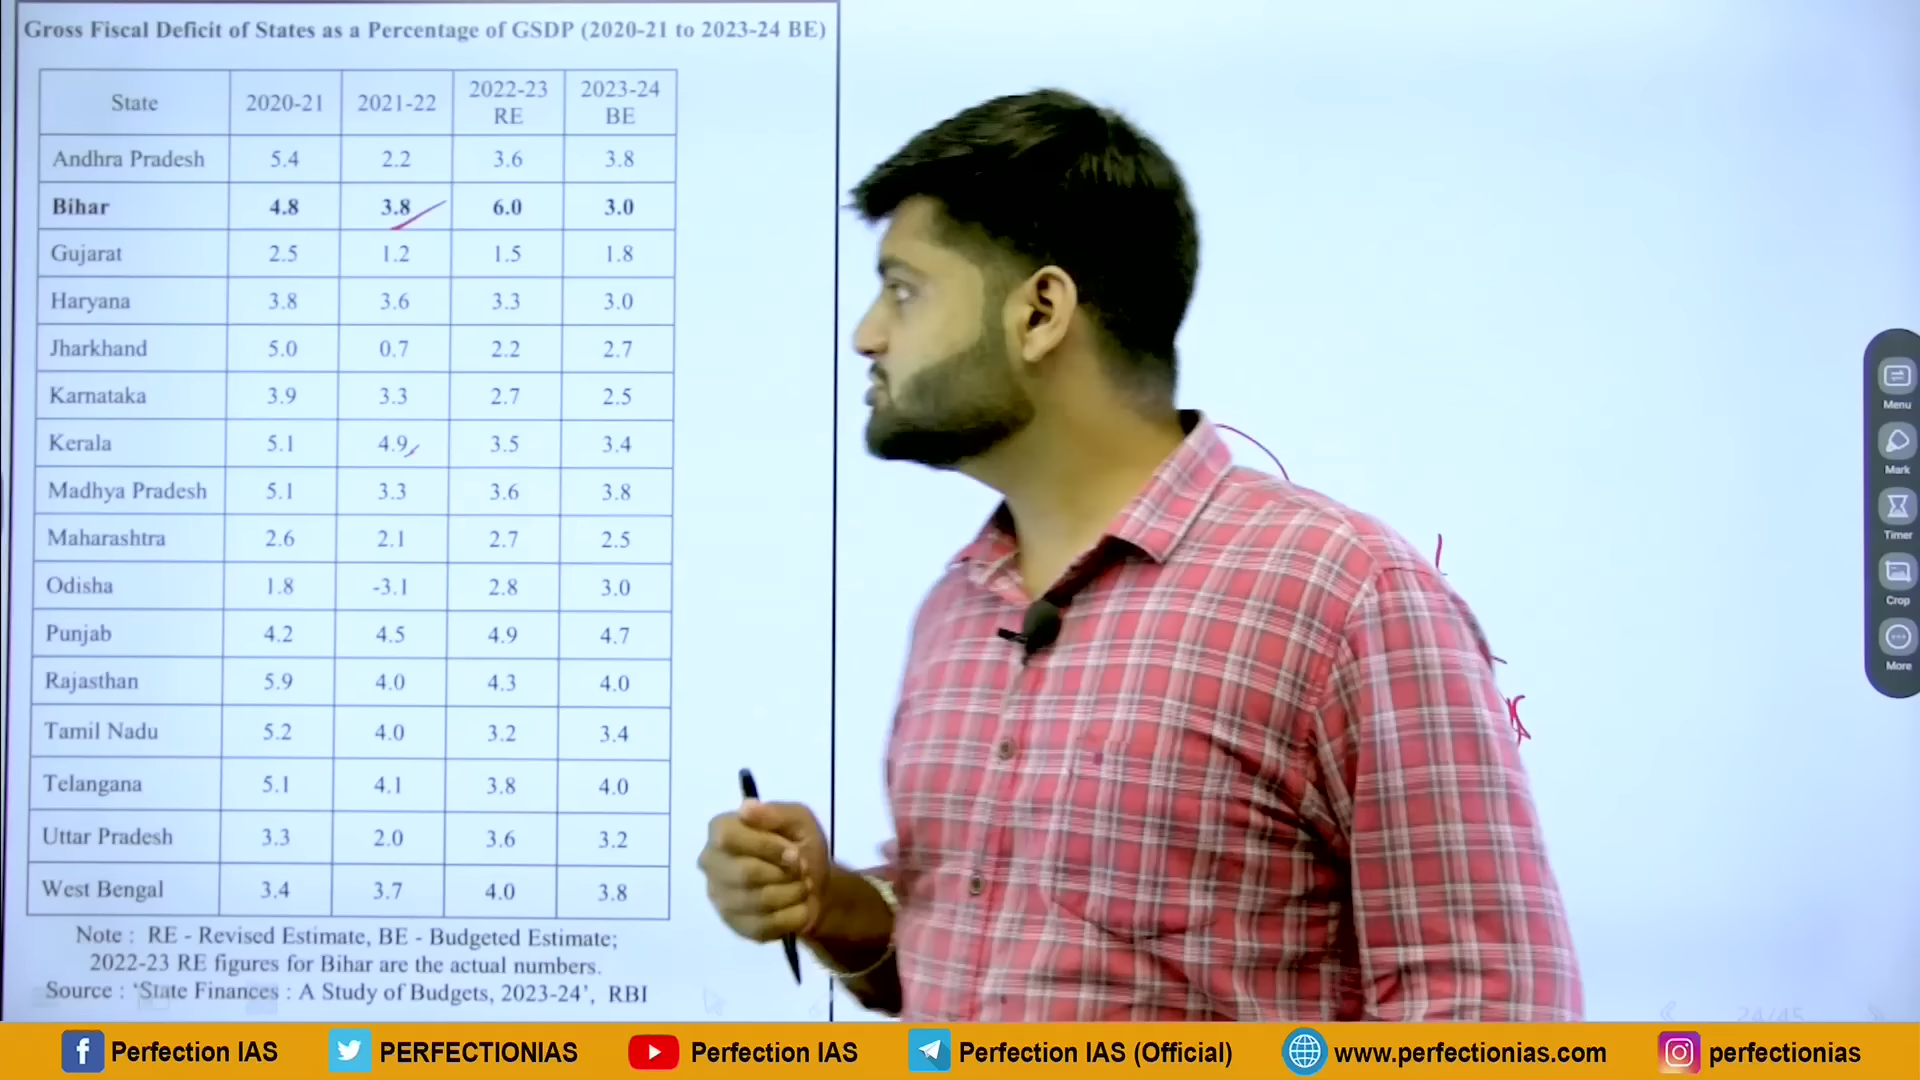 Gross Fiscal Deficit of States as a Percentage of GSDP (2020-21 to 2023-24 BE)
State 2020-21 2021-22 2022-23 RE 2023-24 BE
Andhra Pradesh 5.4 2.2 3.6 3.8
Bihar 4.8 3.8 6.0 3.0
Gujarat 2.5 1.2 1.5 1.8
Haryana 3.8 3.6 3.3 3.0
Jharkhand 5.0 0.7 2.2 2.7
Karnataka 3.9 3.3 2.7 2.5
Kerala 5.1 4.9 3.5 3.4
Madhya Pradesh 5.1 3.3 3.6 3.8
Maharashtra 2.6 2.1 2.7 2.5
Odisha 1.8 -3.1 2.8 3.0
Punjab 4.2 4.5 4.9 4.7
Rajasthan 5.9 4.0 4.3 4.0
Tamil Nadu 5.2 4.0 3.2 3.4
Telangana 5.1 4.1 3.8 4.0
Uttar Pradesh 3.3 2.0 3.6 3.2
West Bengal 3.4 3.7 4.0 3.8
Note : RE - Revised Estimate, BE - Budgeted Estimate;
2022-23 RE figures for Bihar are the actual numbers.
Source : 'State Finances : A Study of Budgets, 2023-24', RBI
Menu
Mark
Timer
Crop
More
24/45
Perfection IAS PERFECTIONIAS Perfection IAS Perfection IAS (Official) www.perfectionias.com perfectionias